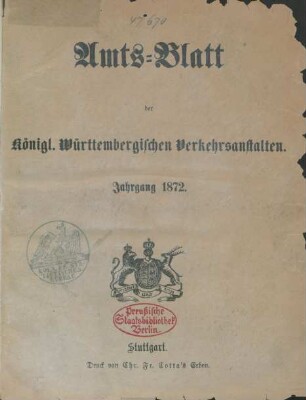 Amts-Blatt
der
Königl. Württembergischen Verkehrsanstalten.
Jahrgang 1872.
Preußische
Staatsbibliothek
Berlin.
Stuttgart.
Druck von Chr. Fr. Cotta's Erben.